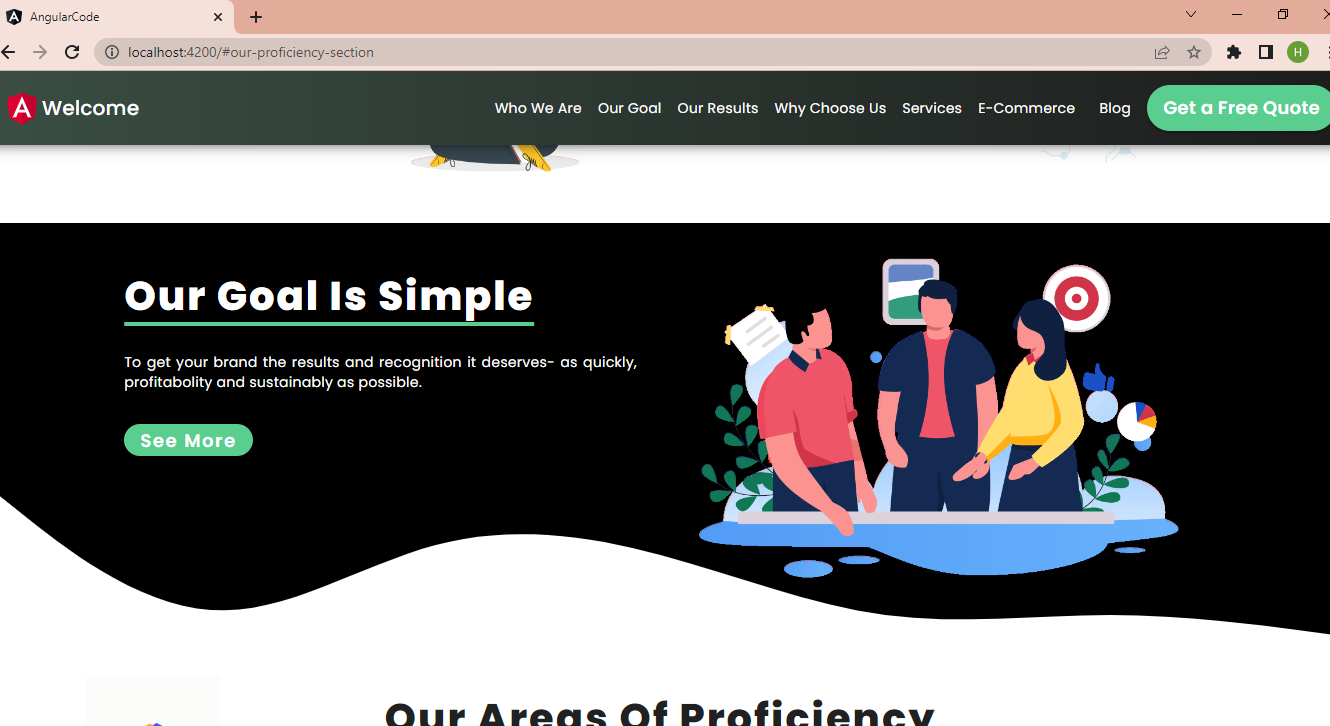 AngularCode
localhost:4200/#our-proficiency-section
H
Welcome
Who We Are Our Goal Our Results Why Choose Us Services E-Commerce Blog Get a Free Quote
Our Goal Is Simple
To get your brand the results and recognition it deserves- as quickly,
profitabolity and sustainably as possible.
See More
Our Areas Of Proficiency